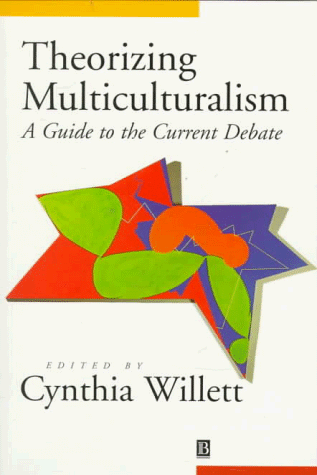 Theorizing
Multiculturalism
A Guide to the Current Debate
EDITED BY
Cynthia Willett
B